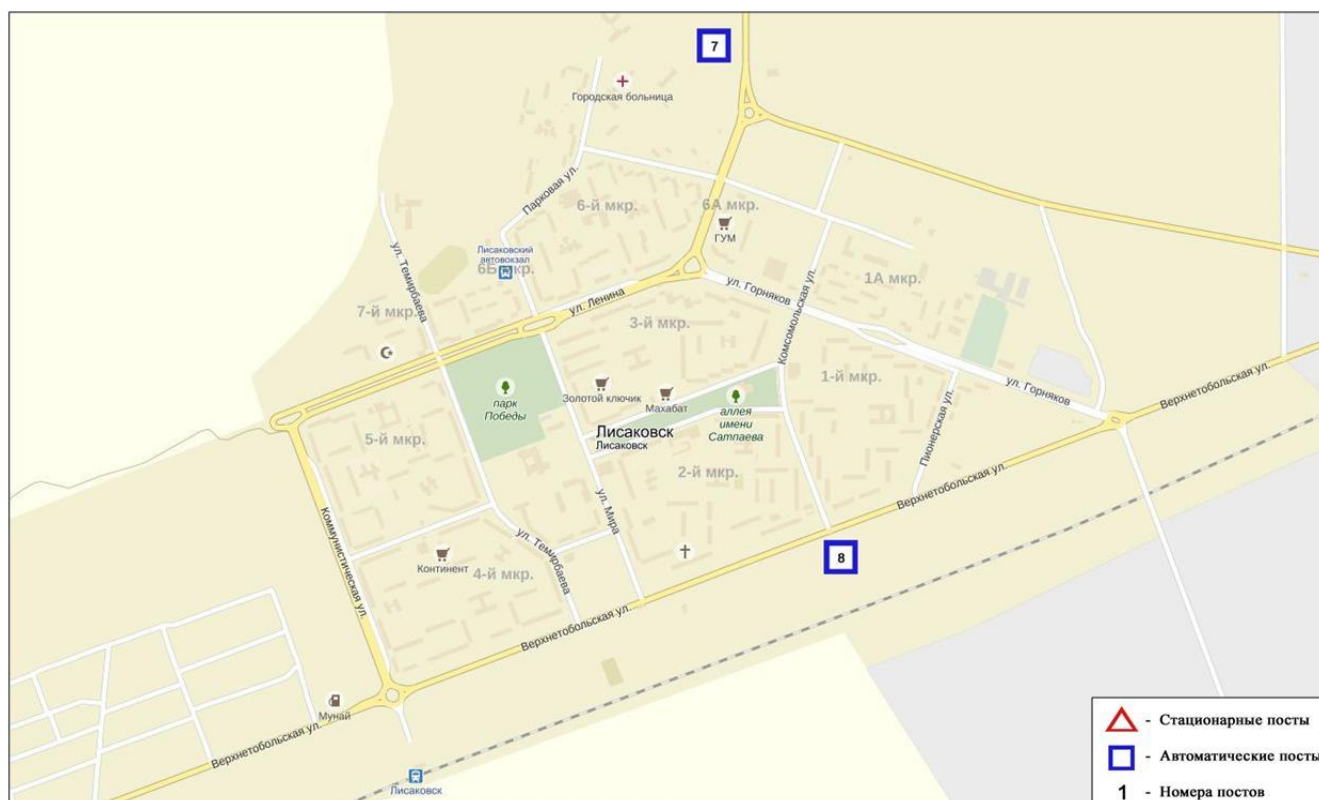 7
Городская больница
Парковая ул.
6-й мкр.
6А мкр.
ГУМ
ул. Темирбаева
Лисаковский
автовокзал
6Б мкр.
ул. Горняков
Комсомольская ул.
1А мкр.
7-й мкр.
ул. Ленина
3-й мкр.
парк
Победы
Золотой ключик
Махабат
аллея
имени
Сатпаева
1-й мкр.
ул. Горняков
Верхнетобольская ул.
5-й мкр.
Лисаковск
Лисаковск
2-й мкр.
Пионерская ул.
Верхнетобольская ул.
Коммунистическая ул.
ул. Мира
ул. Темирбаева
Континент
4-й мкр.
8
Верхнетобольская ул.
Мунай
Верхнетобольская ул.
Лисаковск
- Стационарные посты
- Автоматические посты
1 - Номера постов